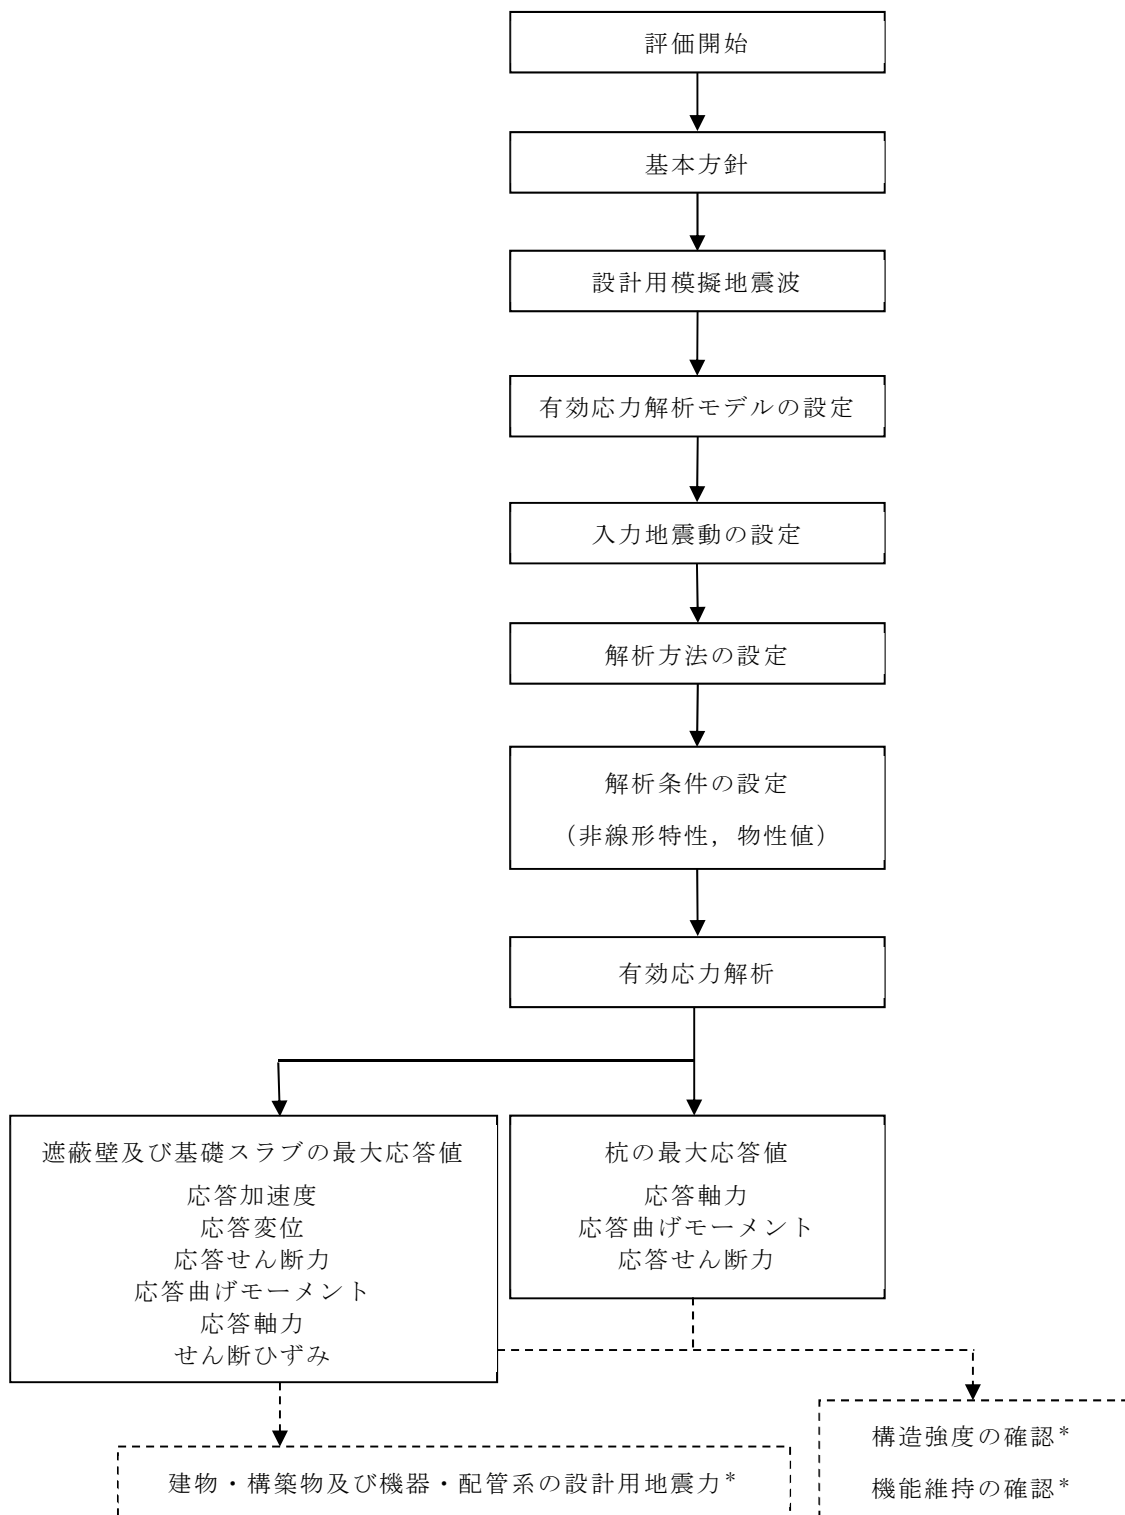 評価開始
基本方針
設計用模擬地震波
有効応力解析モデルの設定
入力地震動の設定
解析方法の設定
解析条件の設定
（非線形特性，物性値）
有効応力解析
遮蔽壁及び基礎スラブの最大応答値
応答加速度
応答変位
応答せん断力
応答曲げモーメント
応答軸力
せん断ひずみ
杭の最大応答値
応答軸力
応答曲げモーメント
応答せん断力
建物・構築物及び機器・配管系の設計用地震力*
構造強度の確認*
機能維持の確認*